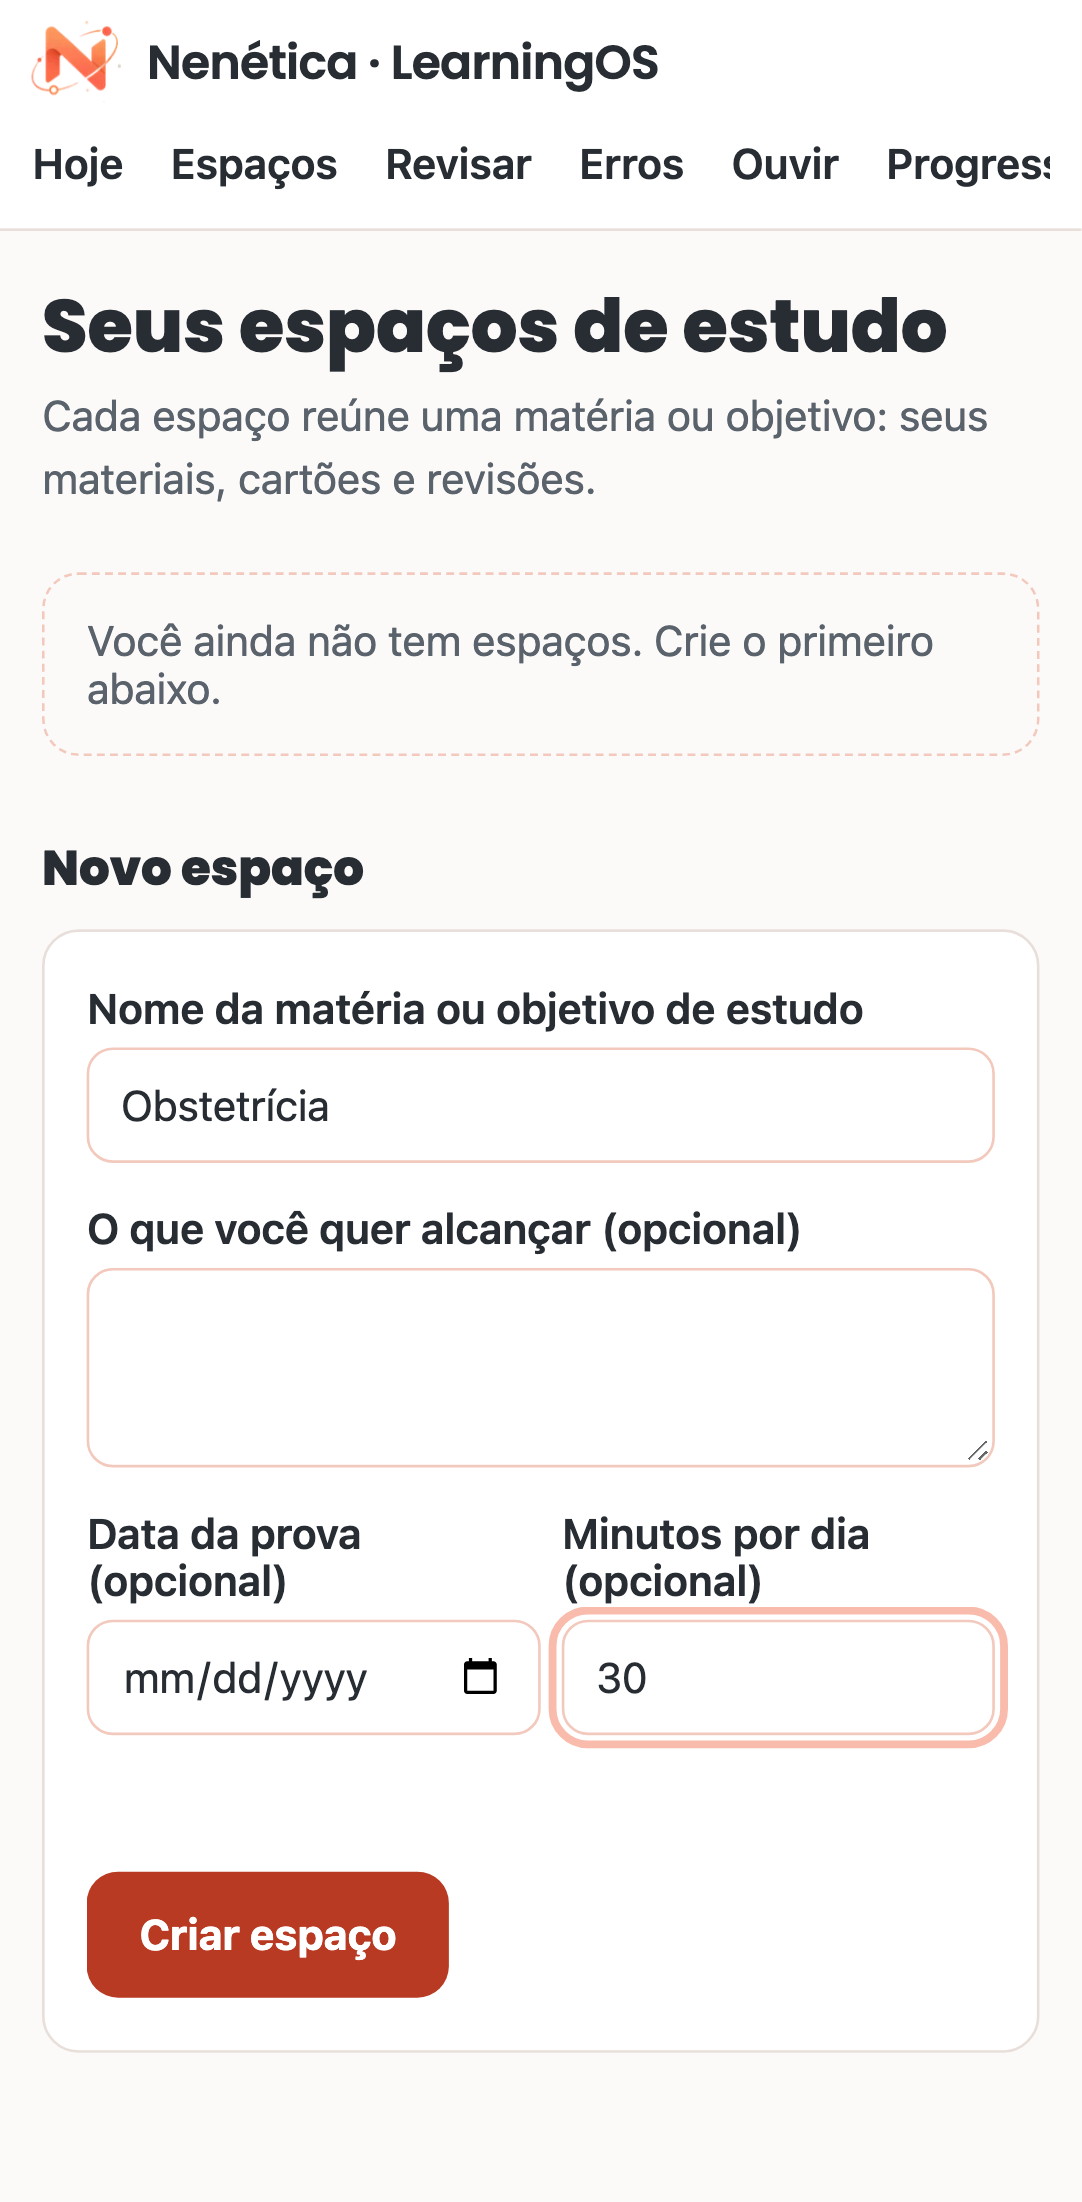 Nenética · LearningOS
Hoje Espaços Revisar Erros Ouvir Progress
Seus espaços de estudo
Cada espaço reúne uma matéria ou objetivo: seus
materiais, cartões e revisões.
Você ainda não tem espaços. Crie o primeiro
abaixo.
Novo espaço
Nome da matéria ou objetivo de estudo
Obstetrícia
O que você quer alcançar (opcional)
Data da prova
(opcional)
mm/dd/yyyy
Minutos por dia
(opcional)
30
Criar espaço